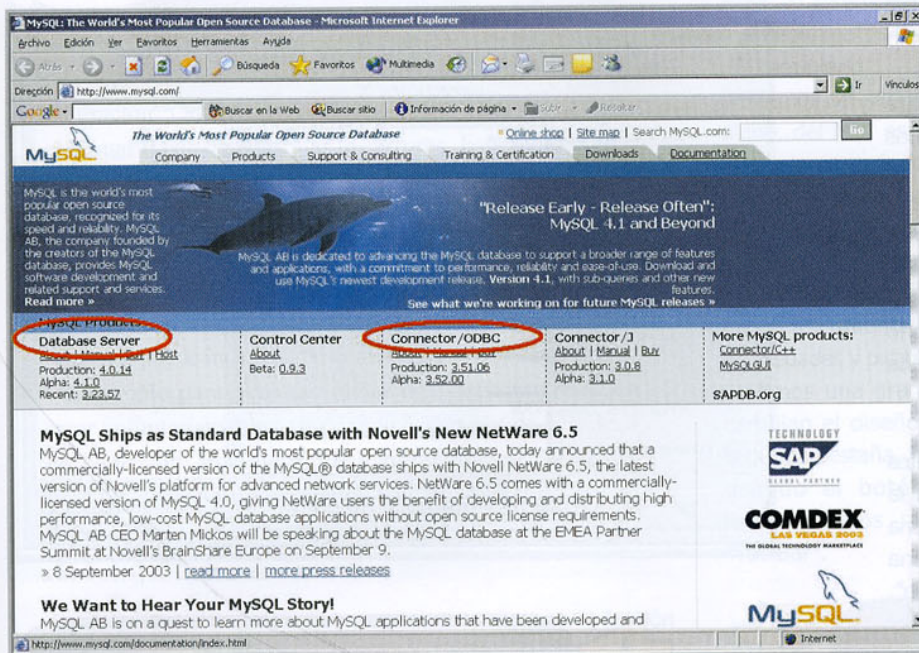 MySQL: The World's Most Popular Open Source Database - Microsoft Internet Explorer
Archivo Edición Ver Favoritos Herramientas Ayuda
Atrás Búsqueda Favoritos Multimedia
Dirección http://www.mysql.com/ Ir Vínculos
Google Buscar en la Web Buscar sitio Información de página Subir Resaltar
The World's Most Popular Open Source Database Online shop | Site map | Search MySQL.com: Go
MySQL Company Products Support & Consulting Training & Certification Downloads Documentation
MySQL is the world's most
popular open source
database, recognized for its
speed and reliability. MySQL
AB, the company founded by
the creators of the MySQL
database, provides MySQL
software development and
related support and services.
Read more »
"Release Early - Release Often":
MySQL 4.1 and Beyond
MySQL AB is dedicated to advancing the MySQL database to support a broader range of features
and applications, with a commitment to performance, reliability and ease-of-use. Download and
use MySQL's newest development release, Version 4.1, with sub-queries and other new
features.
See what we're working on for future MySQL releases »
MySQL Products
Database Server
About | Manual | Buy | Host
Production: 4.0.14
Alpha: 4.1.0
Recent: 3.23.57
Control Center
About
Beta: 0.9.3
Connector/ODBC
About | Manual | Buy
Production: 3.51.06
Alpha: 3.52.00
Connector/J
About | Manual | Buy
Production: 3.0.8
Alpha: 3.1.0
More MySQL products:
Connector/C++
MySQLGUI
SAPDB.org
MySQL Ships as Standard Database with Novell's New NetWare 6.5
MySQL AB, developer of the world's most popular open source database, today announced that a
commercially-licensed version of the MySQL® database ships with Novell NetWare 6.5, the latest
version of Novell's platform for advanced network services. NetWare 6.5 comes with a commercially-
licensed version of MySQL 4.0, giving NetWare users the benefit of developing and distributing high
performance, low-cost MySQL database applications without open source license requirements.
MySQL AB CEO Marten Mickos will be speaking about the MySQL database at the EMEA Partner
Summit at Novell's BrainShare Europe on September 9.
» 8 September 2003 | read more | more press releases
We Want to Hear Your MySQL Story!
MySQL AB is on a quest to learn more about MySQL applications that have been developed and
TECHNOLOGY
SAP
GLOBAL PARTNER
COMDEX
LAS VEGAS 2003
THE GLOBAL TECHNOLOGY MARKETPLACE
MySQL
http://www.mysql.com/documentation/index.html Internet